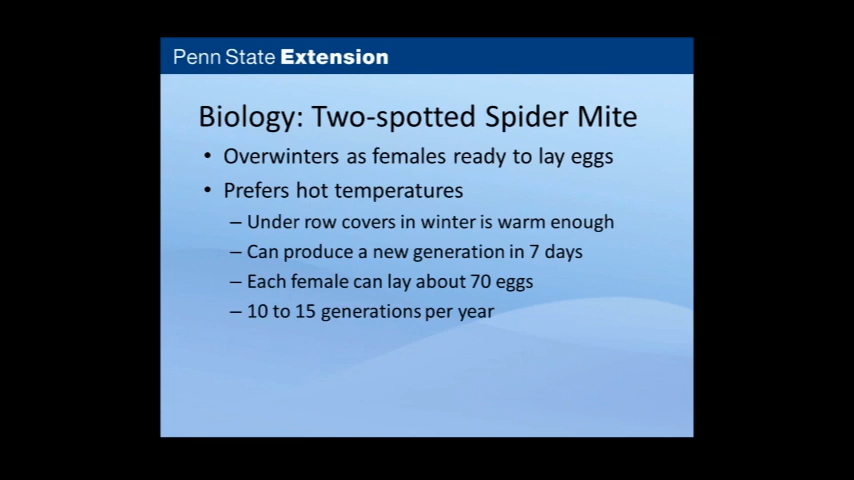 Penn State Extension
Biology: Two-spotted Spider Mite
• Overwinters as females ready to lay eggs
• Prefers hot temperatures
– Under row covers in winter is warm enough
– Can produce a new generation in 7 days
– Each female can lay about 70 eggs
– 10 to 15 generations per year